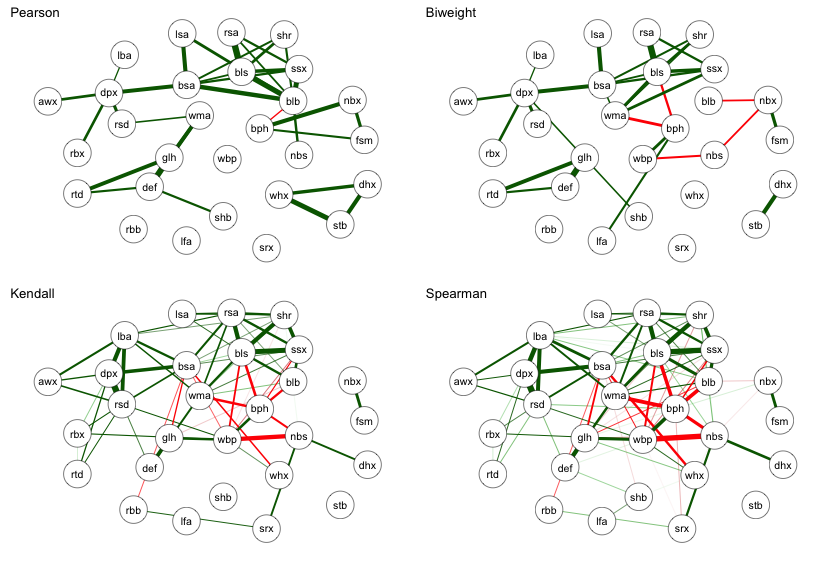 Pearson
lsa rsa shr
lba
bls ssx
bsa
awx dpx blb nbx
rsd wma
bph
fsm
rbx glh wbp nbs
rtd def whx dhx
shb stb
rbb
lfa srx
Biweight
lsa rsa shr
lba
bls ssx
bsa
awx dpx blb nbx
rsd wma
bph
fsm
rbx glh wbp nbs
rtd def whx dhx
shb stb
rbb
lfa srx
Kendall
lsa rsa shr
lba
bls ssx
bsa
awx dpx blb nbx
rsd wma
bph
fsm
rbx glh wbp nbs
rtd def whx dhx
shb stb
rbb
lfa srx
Spearman
lsa rsa shr
lba
bls ssx
bsa
awx dpx blb nbx
rsd wma
bph
fsm
rbx glh wbp nbs
rtd def whx dhx
shb stb
rbb
lfa srx